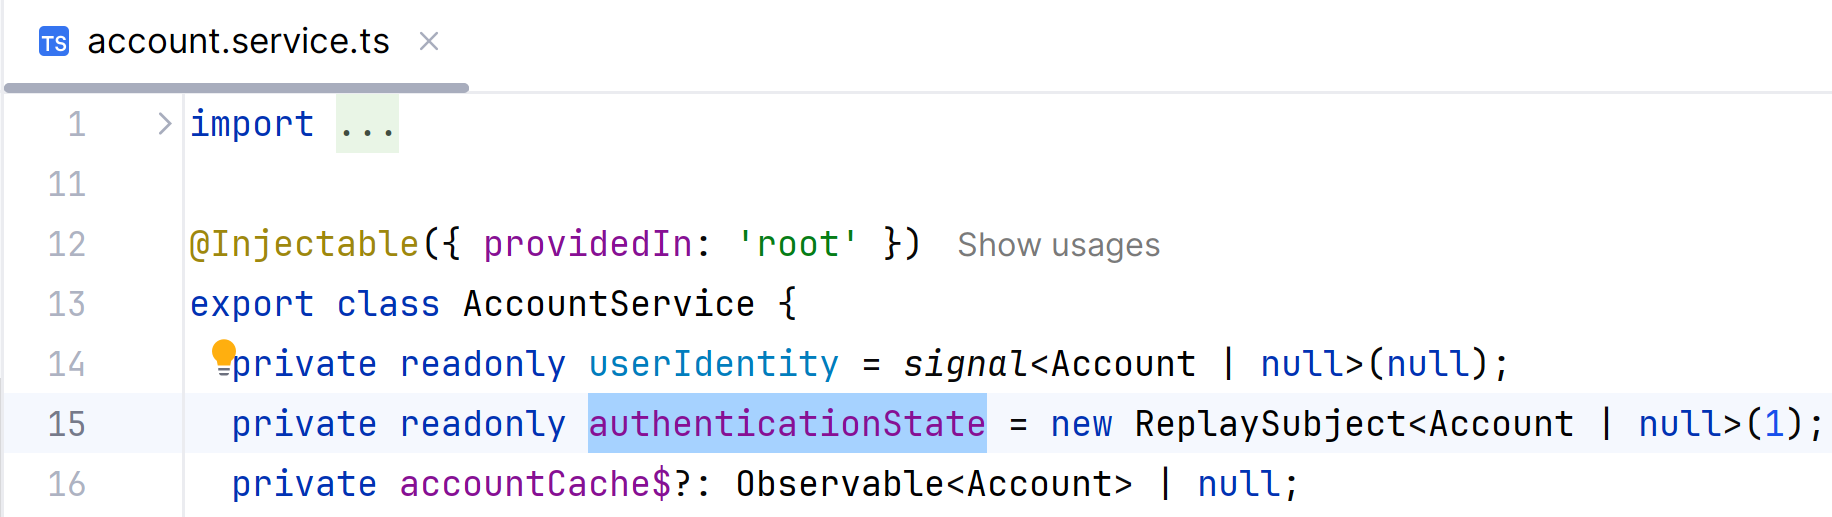 TS account.service.ts
1 import ...
11
12 @Injectable({ providedIn: 'root' }) Show usages
13 export class AccountService {
14 private readonly userIdentity = signal<Account | null>(null);
15 private readonly authenticationState = new ReplaySubject<Account | null>(1);
16 private accountCache$?: Observable<Account> | null;